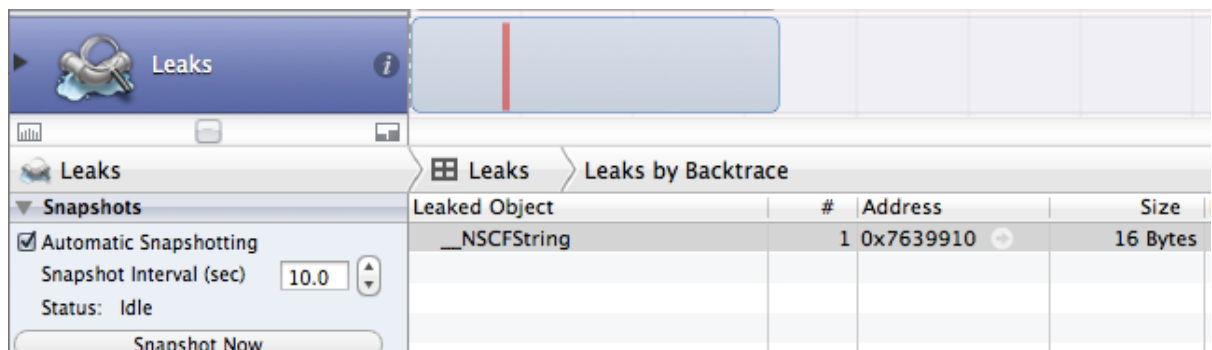 Leaks
i
Leaks
Leaks
Leaks by Backtrace
Snapshots
Leaked Object # Address Size
Automatic Snapshotting
__NSCFString 1 0x7639910 16 Bytes
Snapshot Interval (sec) 10.0
Status: Idle
Snapshot Now